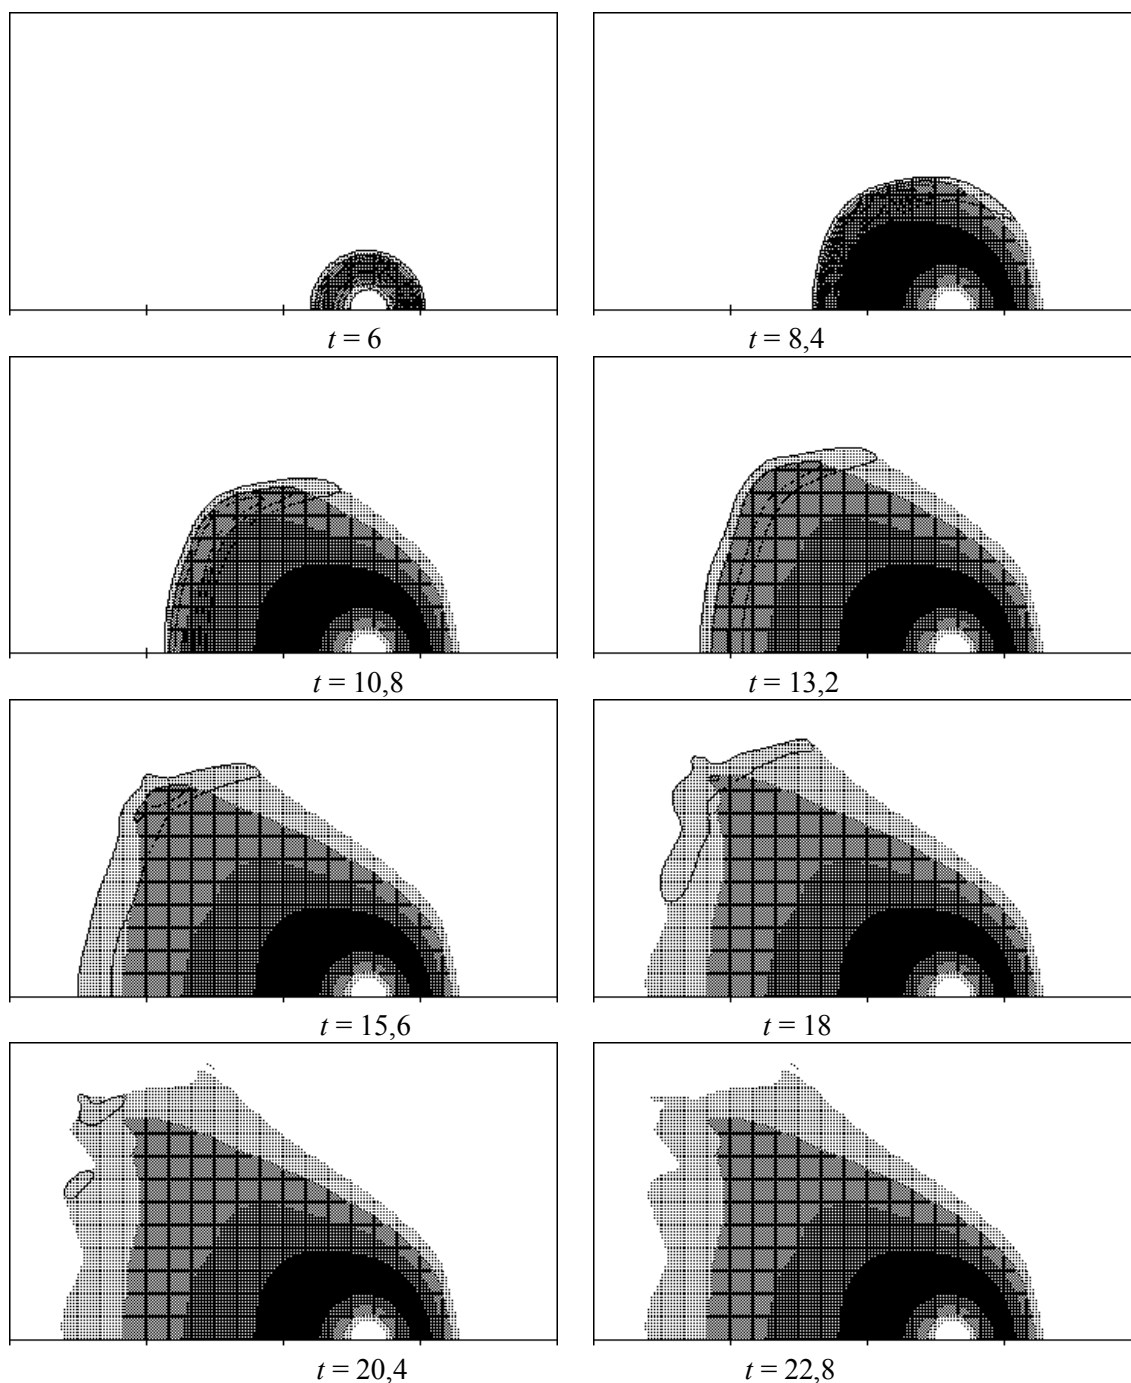 t = 6
t = 8,4
t = 10,8
t = 13,2
t = 15,6
t = 18
t = 20,4
t = 22,8